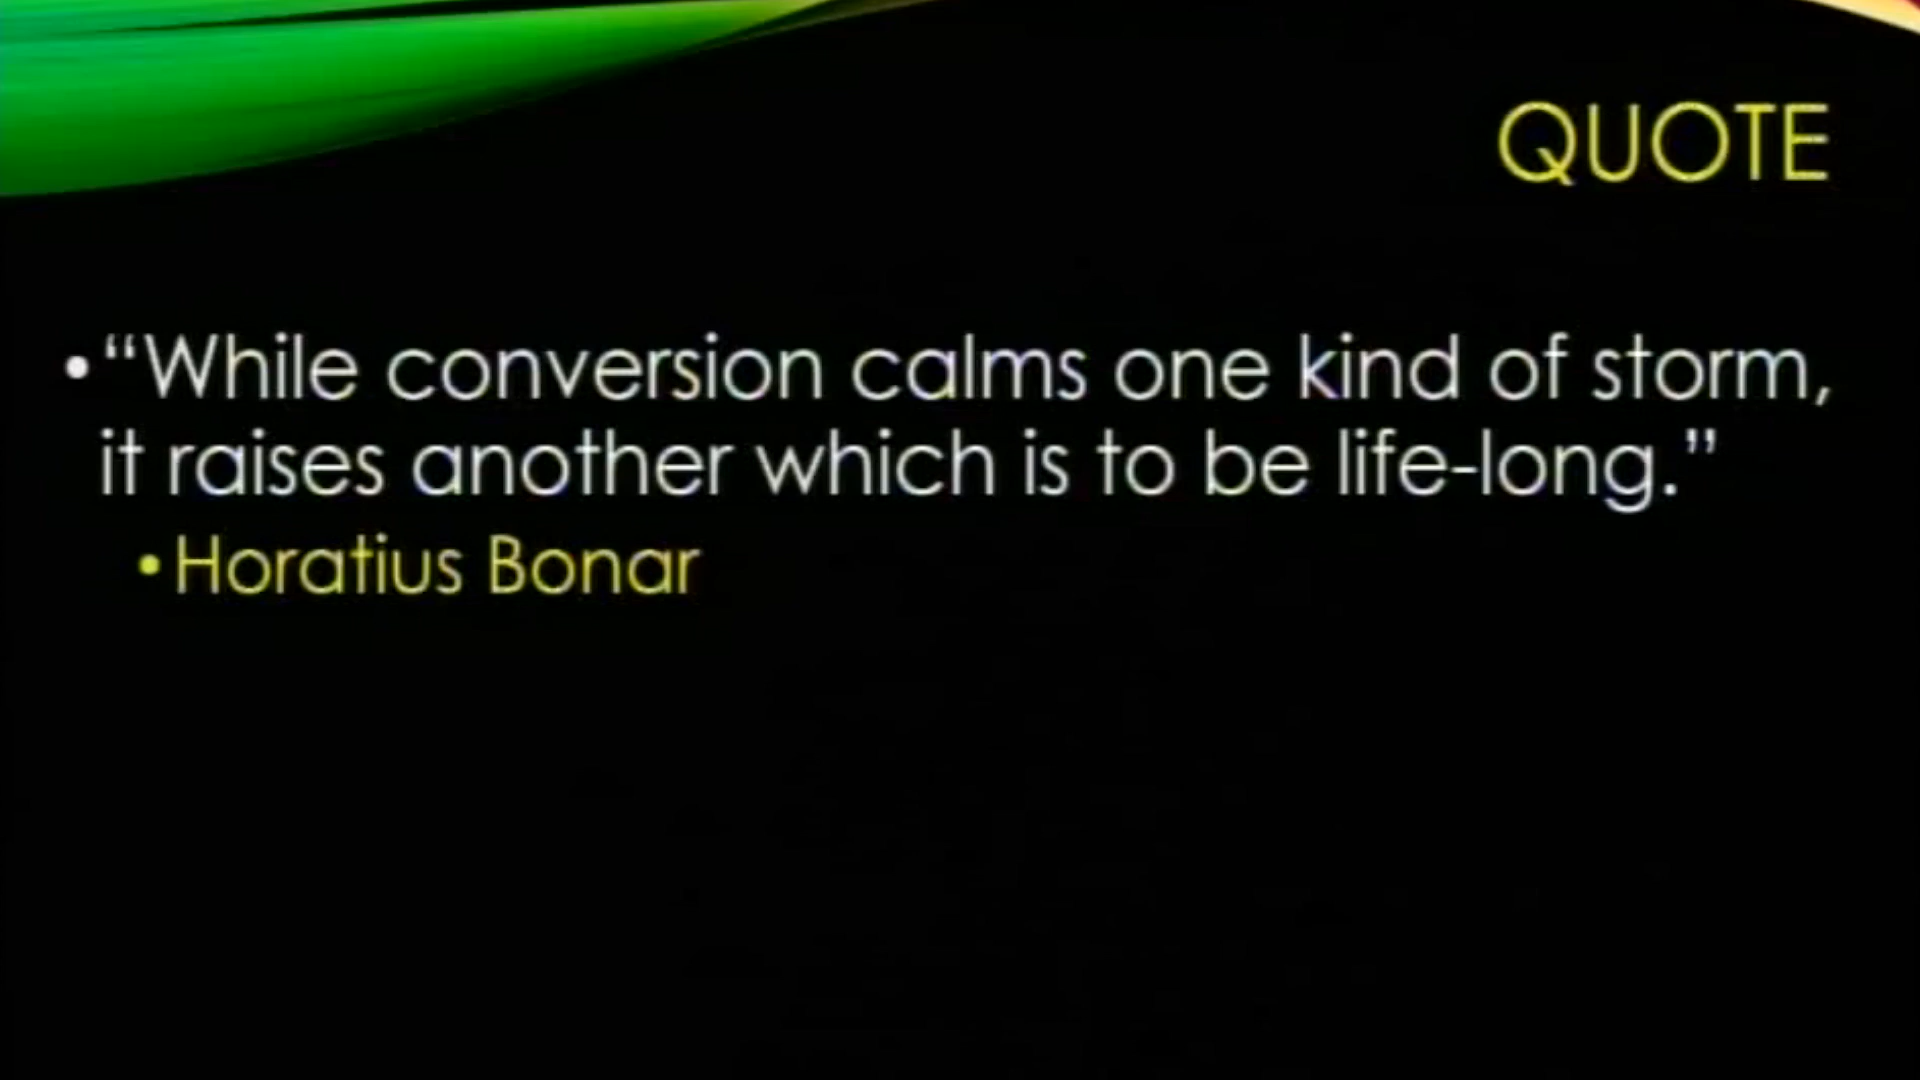 QUOTE
•“While conversion calms one kind of storm,
it raises another which is to be life-long.”
•Horatius Bonar